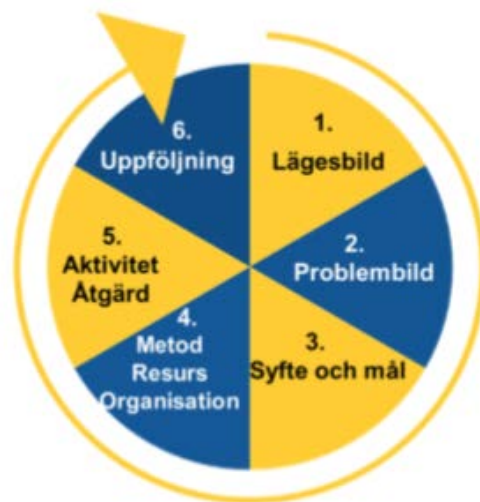 1.
Lägesbild
2.
Problembild
3.
Syfte och mål
4.
Metod
Resurs
Organisation
5.
Aktivitet
Åtgärd
6.
Uppföljning